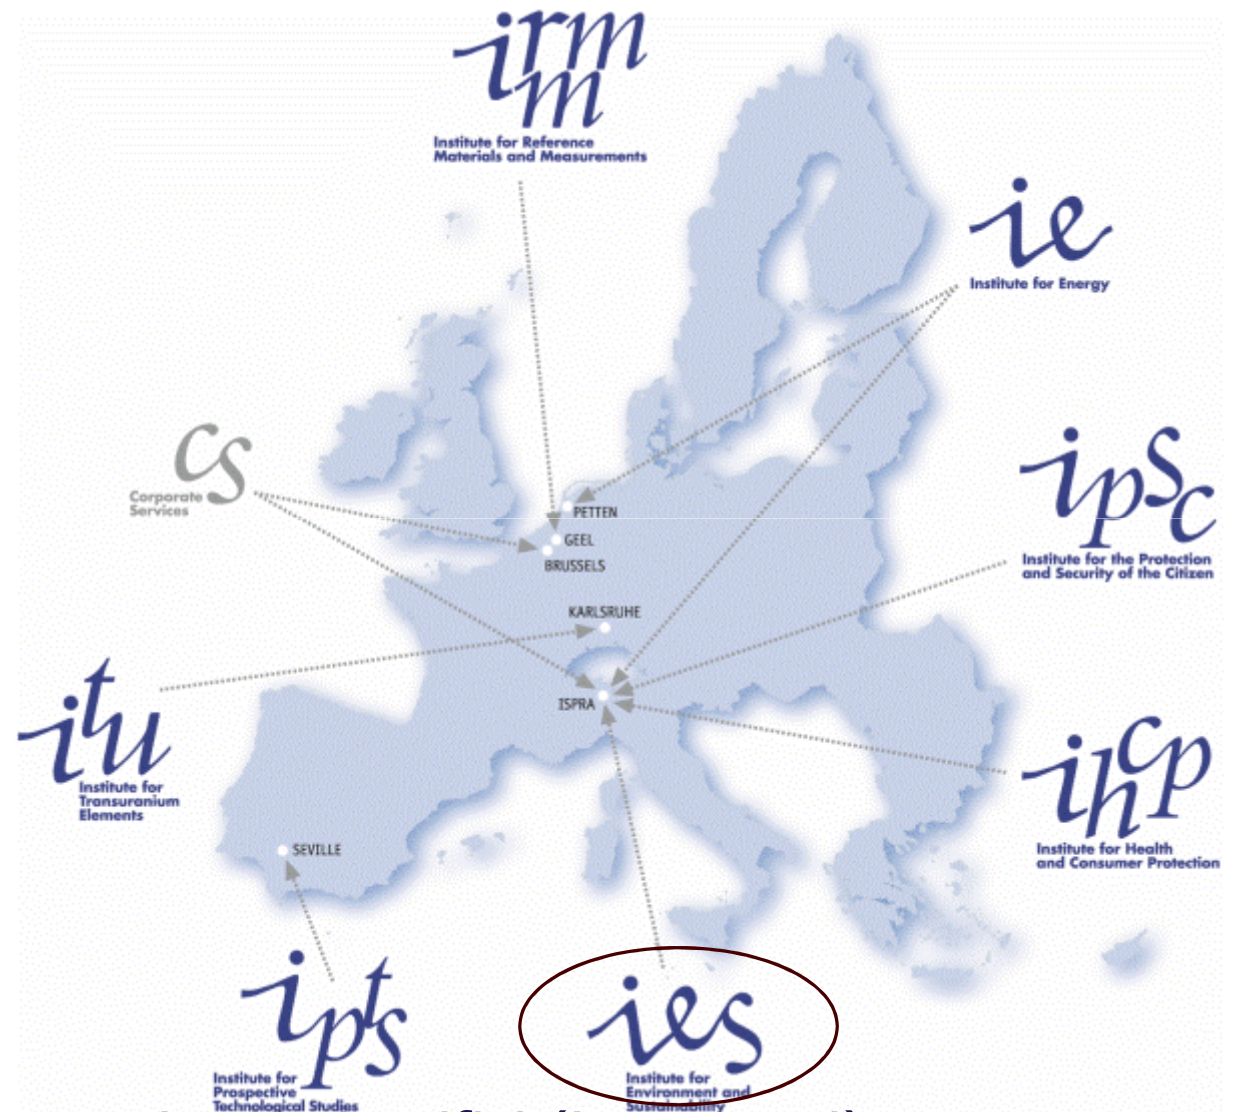 irmm
Institute for Reference
Materials and Measurements
ie
Institute for Energy
cs
Corporate
Services
ipsc
Institute for the Protection
and Security of the Citizen
PETTEN
GEEL
BRUSSELS
KARLSRUHE
ISPRA
itu
Institute for
Transuranium
Elements
ihcp
Institute for Health
and Consumer Protection
SEVILLE
ipts
Institute for
Prospective
Technological Studies
ies
Institute for
Environment and
Sustainability